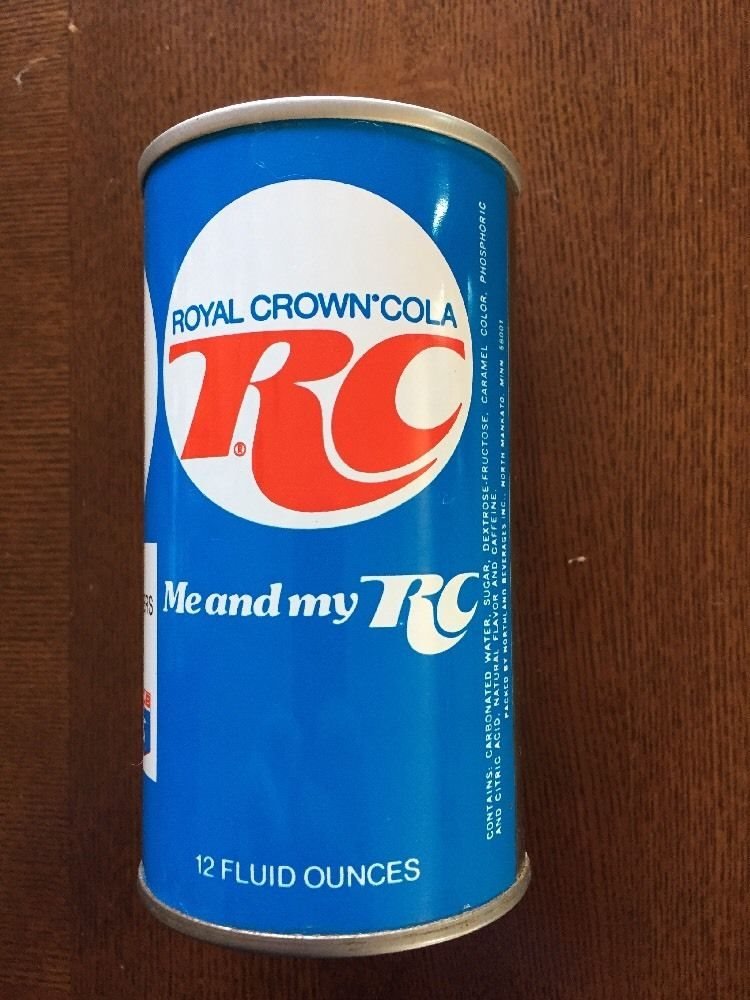 ROYAL CROWN® COLA
RC
®
Me and my RC
12 FLUID OUNCES
CONTAINS: CARBONATED WATER, SUGAR, DEXTROSE-FRUCTOSE, CARAMEL COLOR, PHOSPHORIC
AND CITRIC ACID, NATURAL FLAVOR AND CAFFEINE.
PACKED BY NORTHLAND BEVERAGES INC., NORTH MANKATO, MINN 56001